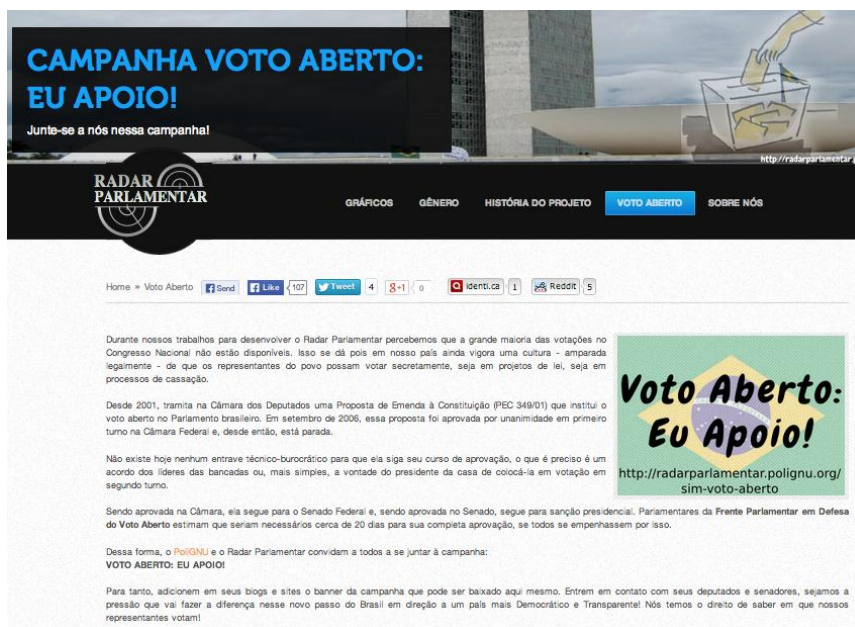 CAMPANHA VOTO ABERTO:
EU APOIO!
Junte-se a nós nessa campanha!
http://radarparlamentar.p
RADAR
PARLAMENTAR
GRÁFICOS GÊNERO HISTÓRIA DO PROJETO VOTO ABERTO SOBRE NÓS
Home » Voto Aberto Send Like 107 Tweet 4 g+1 0 identi.ca 1 Reddit 5
Durante nossos trabalhos para desenvolver o Radar Parlamentar percebemos que a grande maioria das votações no
Congresso Nacional não estão disponíveis. Isso se dá pois em nosso país ainda vigora uma cultura - amparada
legalmente - de que os representantes do povo possam votar secretamente, seja em projetos de lei, seja em
processos de cassação.
Desde 2001, tramita na Câmara dos Deputados uma Proposta de Emenda à Constituição (PEC 349/01) que institui o
voto aberto no Parlamento brasileiro. Em setembro de 2006, essa proposta foi aprovada por unanimidade em primeiro
turno na Câmara Federal e, desde então, está parada.
Não existe hoje nenhum entrave técnico-burocrático para que ela siga seu curso de aprovação, o que é preciso é um
acordo dos líderes das bancadas ou, mais simples, a vontade do presidente da casa de colocá-la em votação em
segundo turno.
Voto Aberto:
Eu Apoio!
http://radarparlamentar.polignu.org/
sim-voto-aberto
Sendo aprovada na Câmara, ela segue para o Senado Federal e, sendo aprovada no Senado, segue para sanção presidencial. Parlamentares da Frente Parlamentar em Defesa
do Voto Aberto estimam que seriam necessários cerca de 20 dias para sua completa aprovação, se todos se empenhassem por isso.
Dessa forma, o PoliGNU e o Radar Parlamentar convidam a todos a se juntar à campanha:
VOTO ABERTO: EU APOIO!
Para tanto, adicionem em seus blogs e sites o banner da campanha que pode ser baixado aqui mesmo. Entrem em contato com seus deputados e senadores, sejamos a
pressão que vai fazer a diferença nesse novo passo do Brasil em direção a um país mais Democrático e Transparente! Nós temos o direito de saber em que nossos
representantes votam!